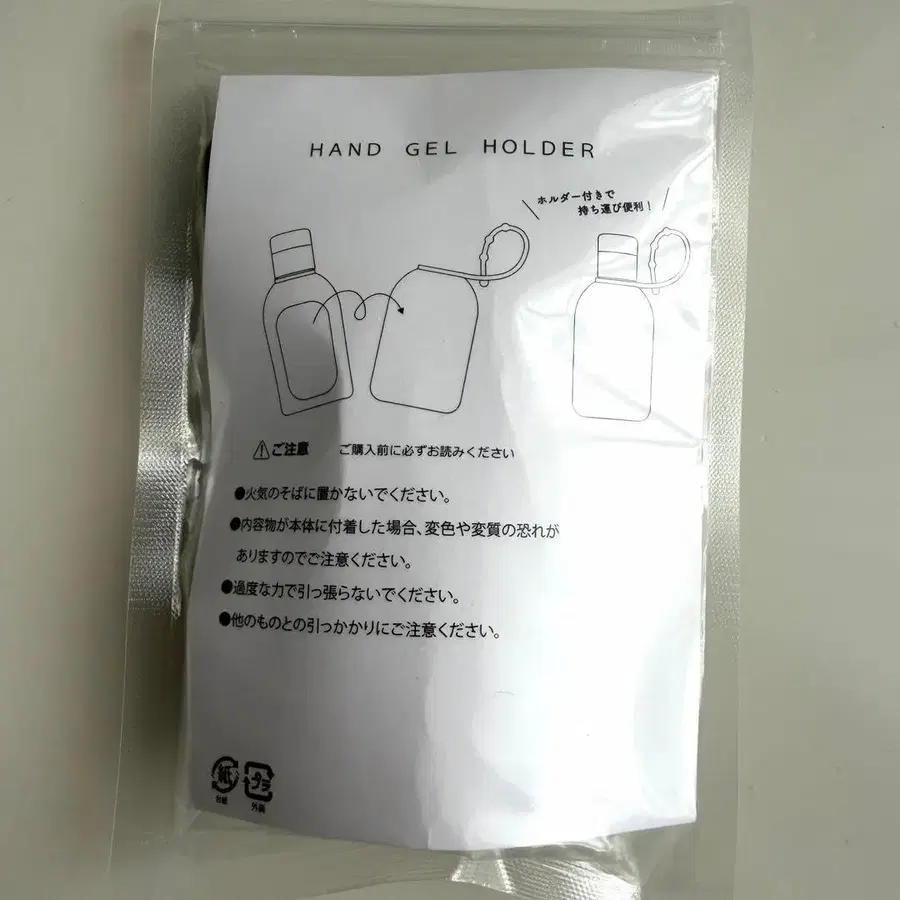 HAND GEL HOLDER
ホルダー付きで
持ち運び便利！
ご注意 ご購入前に必ずお読みください
●火気のそばに置かないでください。
●内容物が本体に付着した場合、変色や変質の恐れが
ありますのでご注意ください。
●過度な力で引っ張らないでください。
●他のものとの引っかかりにご注意ください。
紙 プラ
台紙 外装